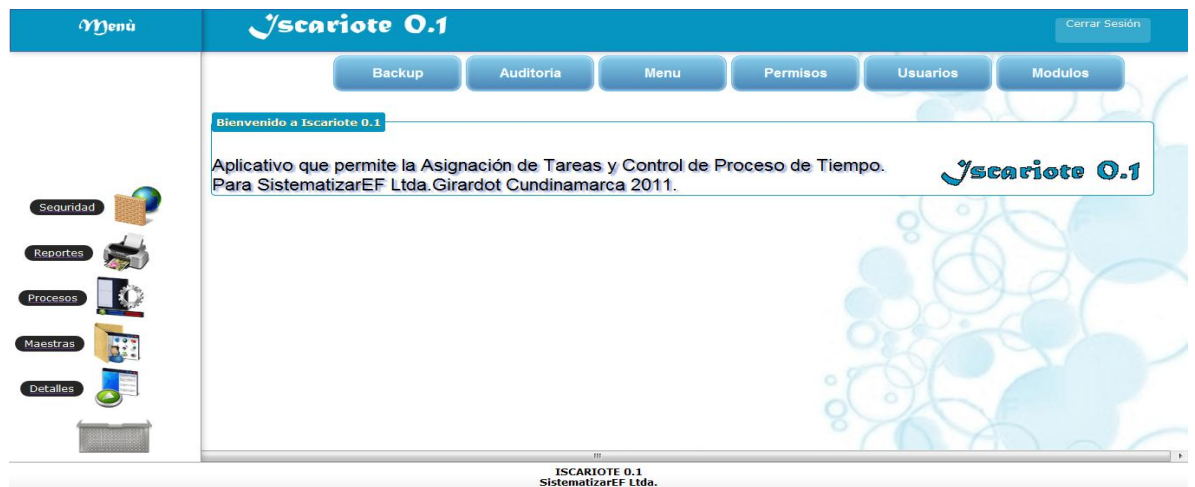 Menù
Iscariote 0.1
Cerrar Sesión
Backup
Auditoria
Menu
Permisos
Usuarios
Modulos
Bienvenido a Iscariote 0.1
Aplicativo que permite la Asignación de Tareas y Control de Proceso de Tiempo.
Para SistematizarEF Ltda.Girardot Cundinamarca 2011.
Iscariote 0.1
Seguridad
Reportes
Procesos
Maestras
Detalles
ISCARIOTE 0.1
SistematizarEF Ltda.